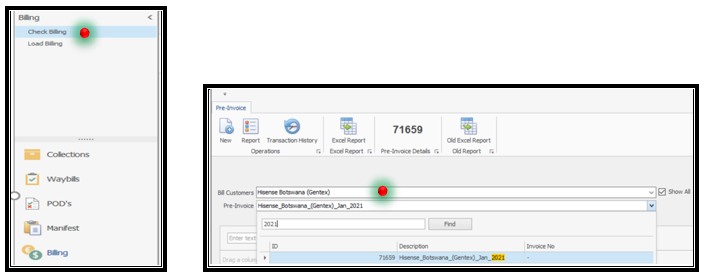 Billing
Check Billing
Load Billing
Collections
Waybills
POD's
Manifest
Billing
Pre-Invoice
New
Report
Transaction History
Excel Report
71659
Old Excel Report
Operations
Excel Report
Pre-Invoice Details
Old Report
Bill Customers
Hisense Botswana (Gentex)
Show All
Pre-Invoice
Hisense_Botswana_(Gentex)_Jan_2021
2021
Find
Enter text
ID
Description
Invoice No
71659
Hisense_Botswana_(Gentex)_Jan_2021
-
Drag a colum